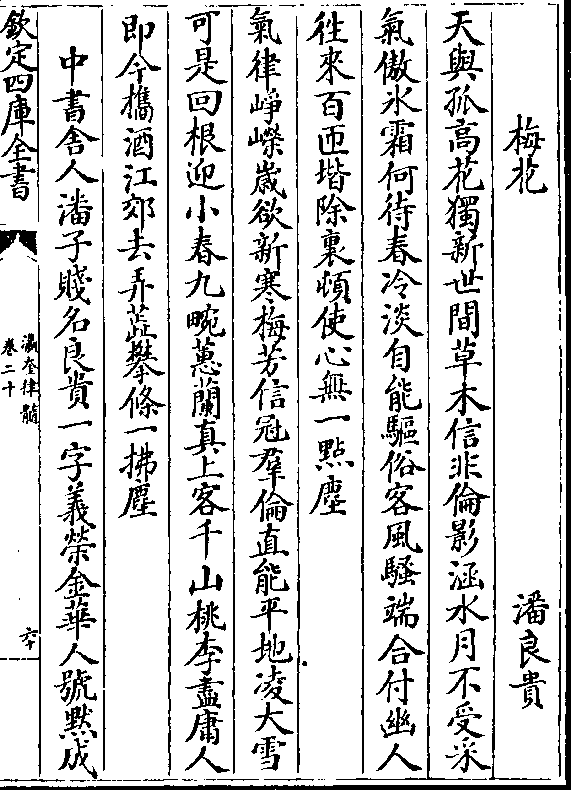 梅花　潘良貴
天與孤高花獨新世間草木信非倫影涵水月不受采
氣傲氷霜何待春冷淡自能驅俗客風騷端合付幽人
徃來百匝堦除裏頓使心無一點塵
氣律崢嶸歲欲新寒梅芳信冠羣倫直能平地凌大雪
可是回根迎小春九畹蕙蘭真上客千山桃李盡庸人
即今攜酒江郊去弄蕋攀條一拂塵
中書舍人潘子賤名良貴一字義榮金華人號黙成
欽定四庫全書
瀛奎律髓
卷二十
六十